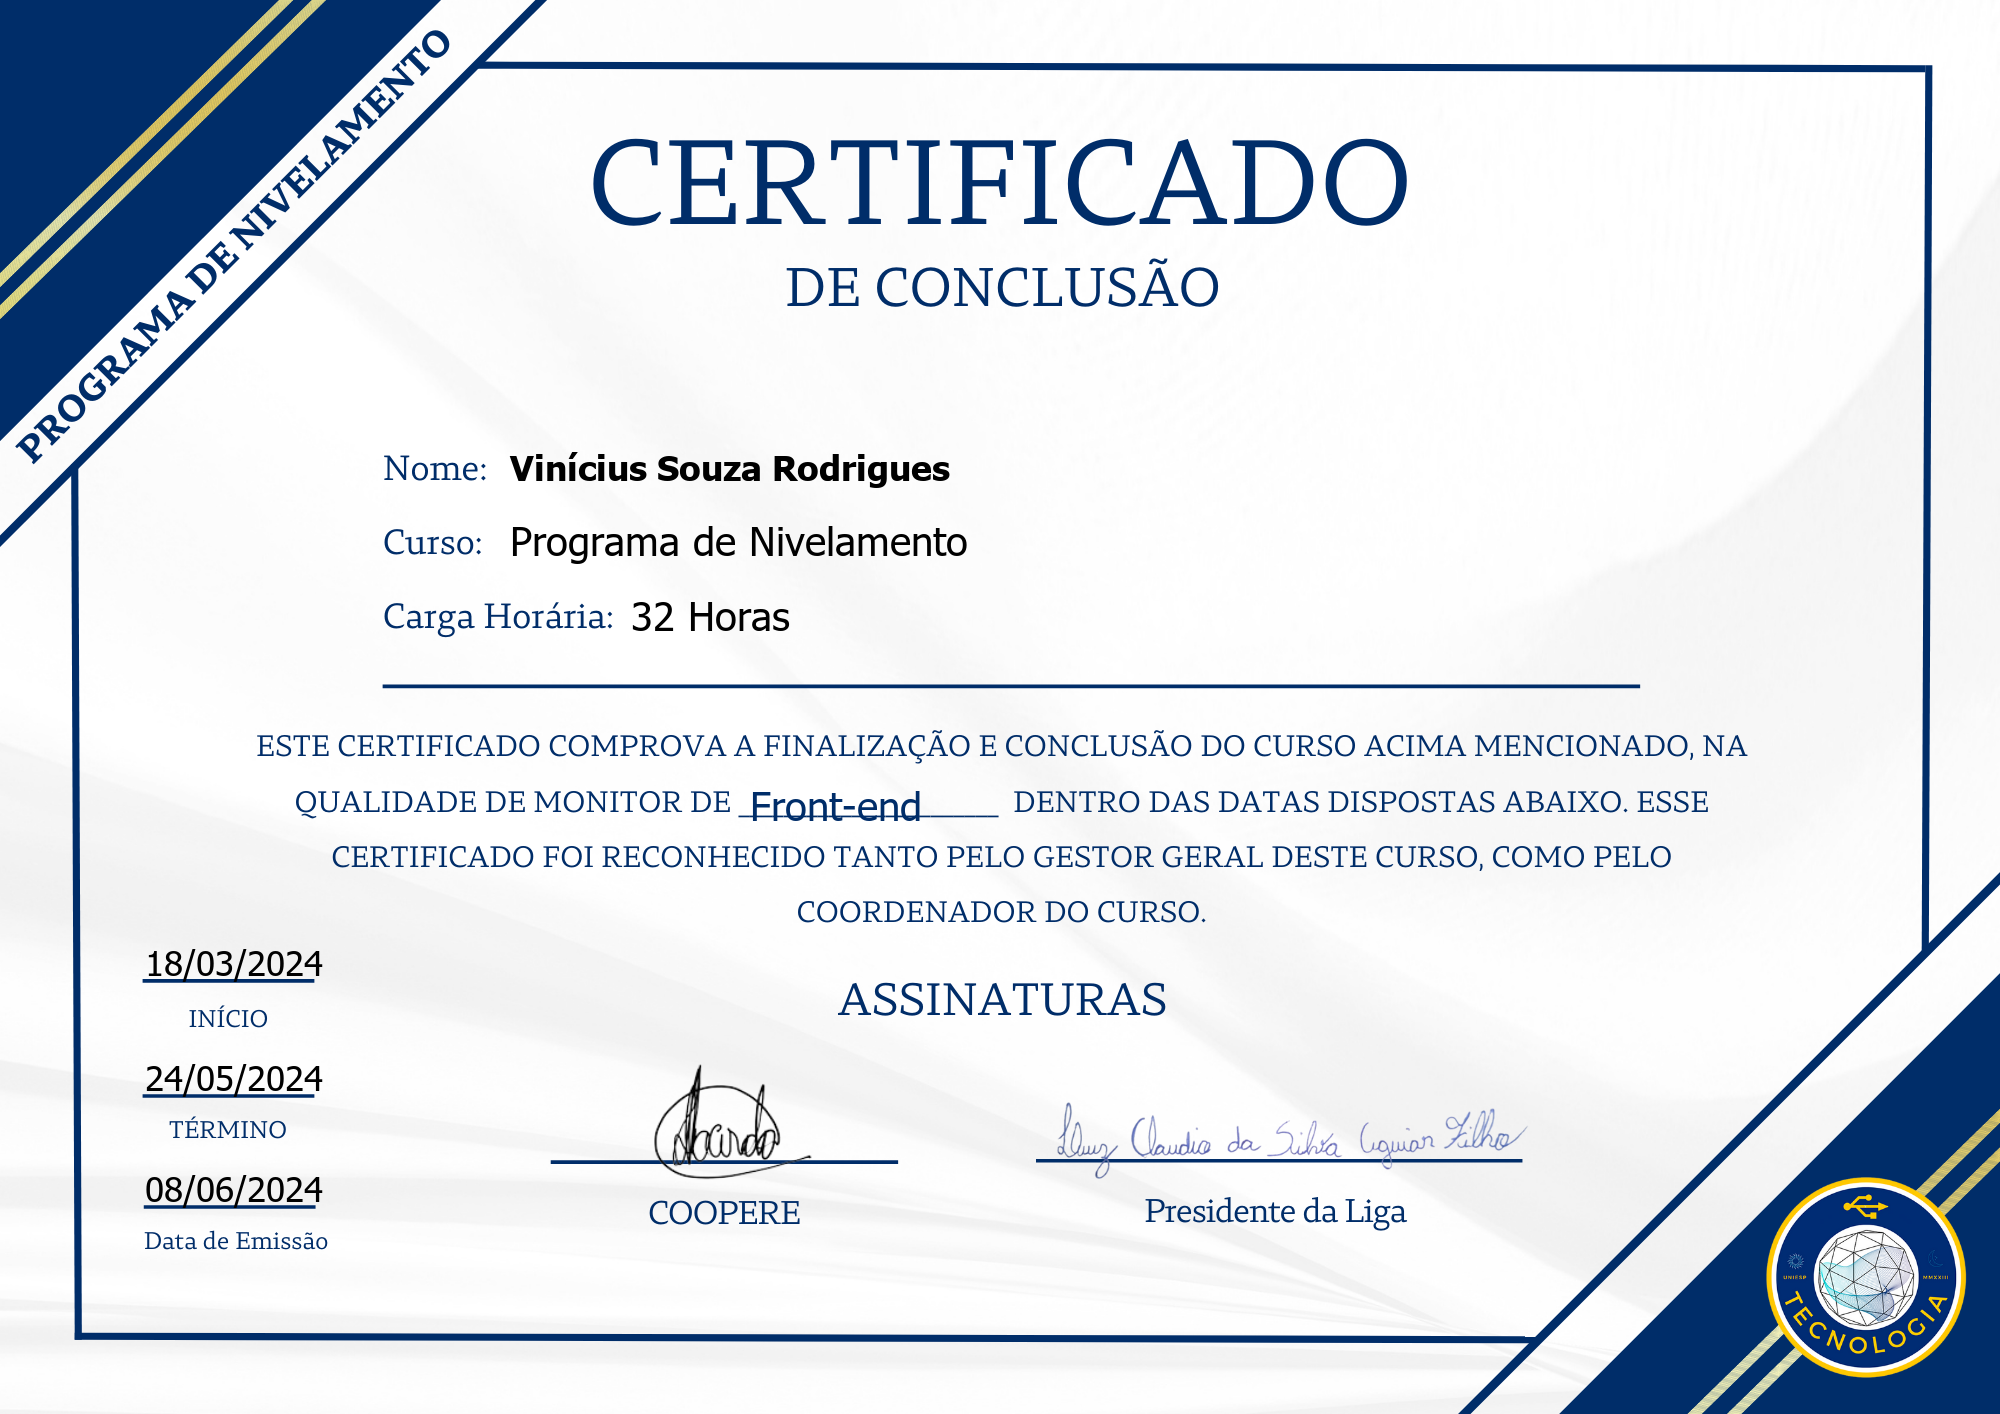 PROGRAMA DE NIVELAMENTO
CERTIFICADO
DE CONCLUSÃO
Nome: Vinícius Souza Rodrigues
Curso: Programa de Nivelamento
Carga Horária: 32 Horas
ESTE CERTIFICADO COMPROVA A FINALIZAÇÃO E CONCLUSÃO DO CURSO ACIMA MENCIONADO, NA
QUALIDADE DE MONITOR DE Front-end DENTRO DAS DATAS DISPOSTAS ABAIXO. ESSE
CERTIFICADO FOI RECONHECIDO TANTO PELO GESTOR GERAL DESTE CURSO, COMO PELO
COORDENADOR DO CURSO.
18/03/2024
INÍCIO
24/05/2024
TÉRMINO
08/06/2024
Data de Emissão
ASSINATURAS
COOPERE
Claudio da Silva Aguiar Filho
Presidente da Liga
UNIESP
MMXXIII
TECNOLOGIA